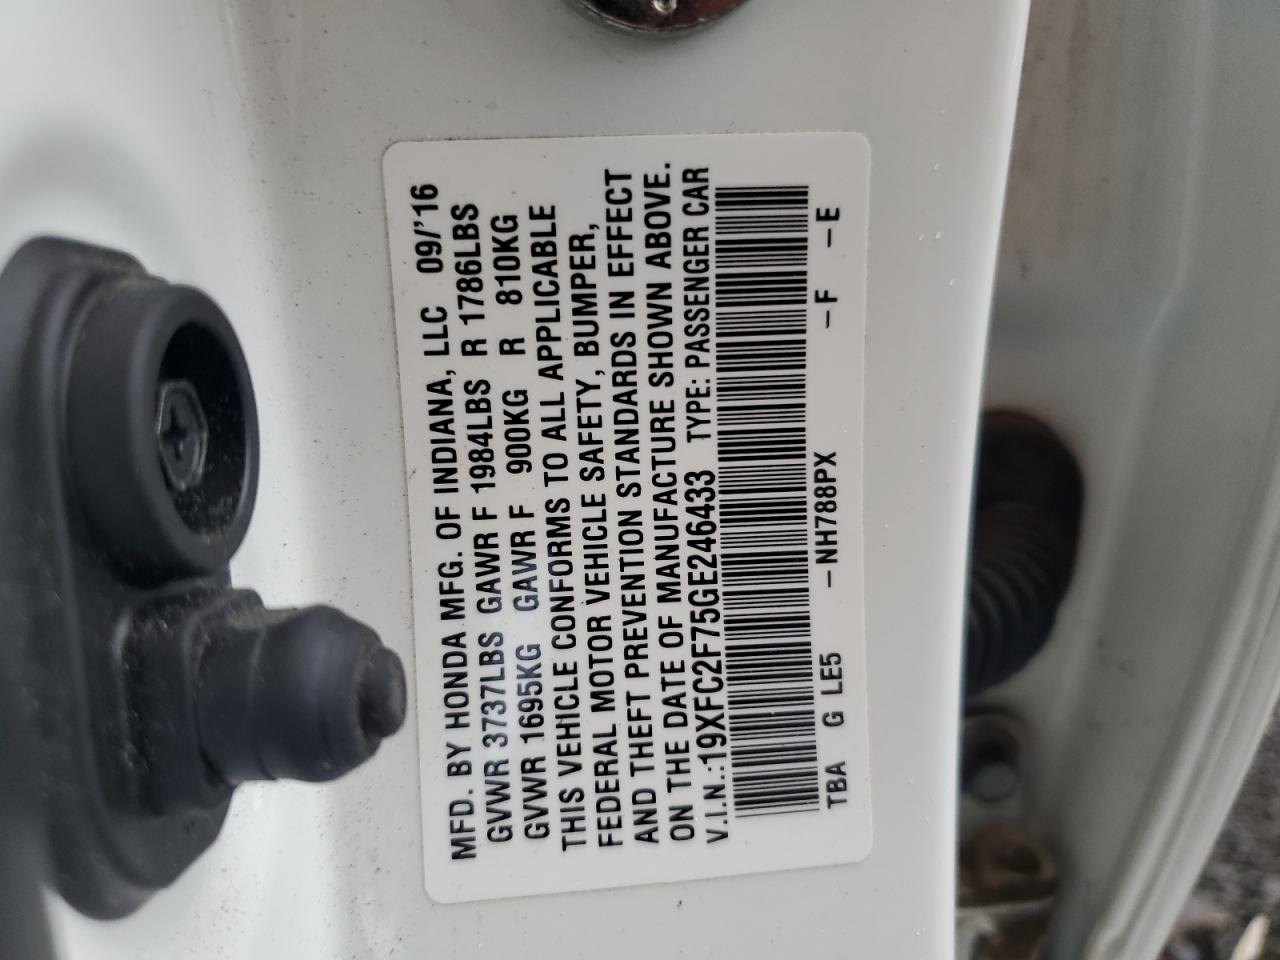 MFD. BY HONDA MFG. OF INDIANA, LLC 09/'16
GVWR 3737LBS GAWR F 1984LBS R 1786LBS
GVWR 1695KG GAWR F 900KG R 810KG
THIS VEHICLE CONFORMS TO ALL APPLICABLE
FEDERAL MOTOR VEHICLE SAFETY, BUMPER,
AND THEFT PREVENTION STANDARDS IN EFFECT
ON THE DATE OF MANUFACTURE SHOWN ABOVE.
V.I.N.:19XFC2F75GE246433 TYPE: PASSENGER CAR
TBA G LE5 -NH788PX -F -E